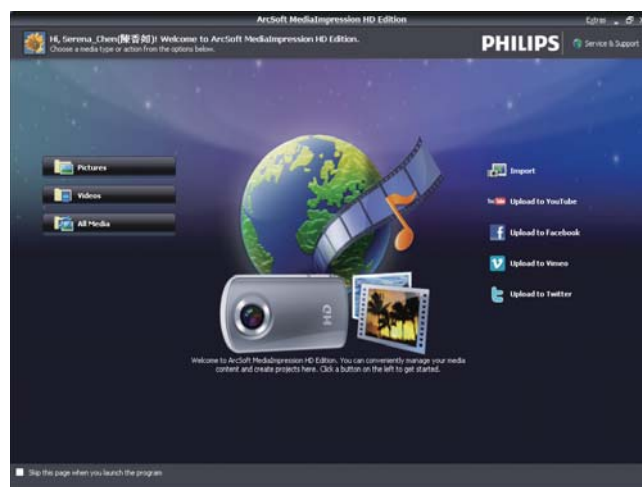 ArcSoft MediaImpression HD Edition
Extras
Hi, Serena_Chen(陳香如)! Welcome to ArcSoft MediaImpression HD Edition.
Choose a media type or action from the options below.
PHILIPS
Service & Support
Pictures
Videos
All Media
Import
Upload to YouTube
Upload to Facebook
Upload to Vimeo
Upload to Twitter
HD
Welcome to ArcSoft MediaImpression HD Edition. You can conveniently manage your media
content and create projects here. Click a button on the left to get started.
Skip this page when you launch the program